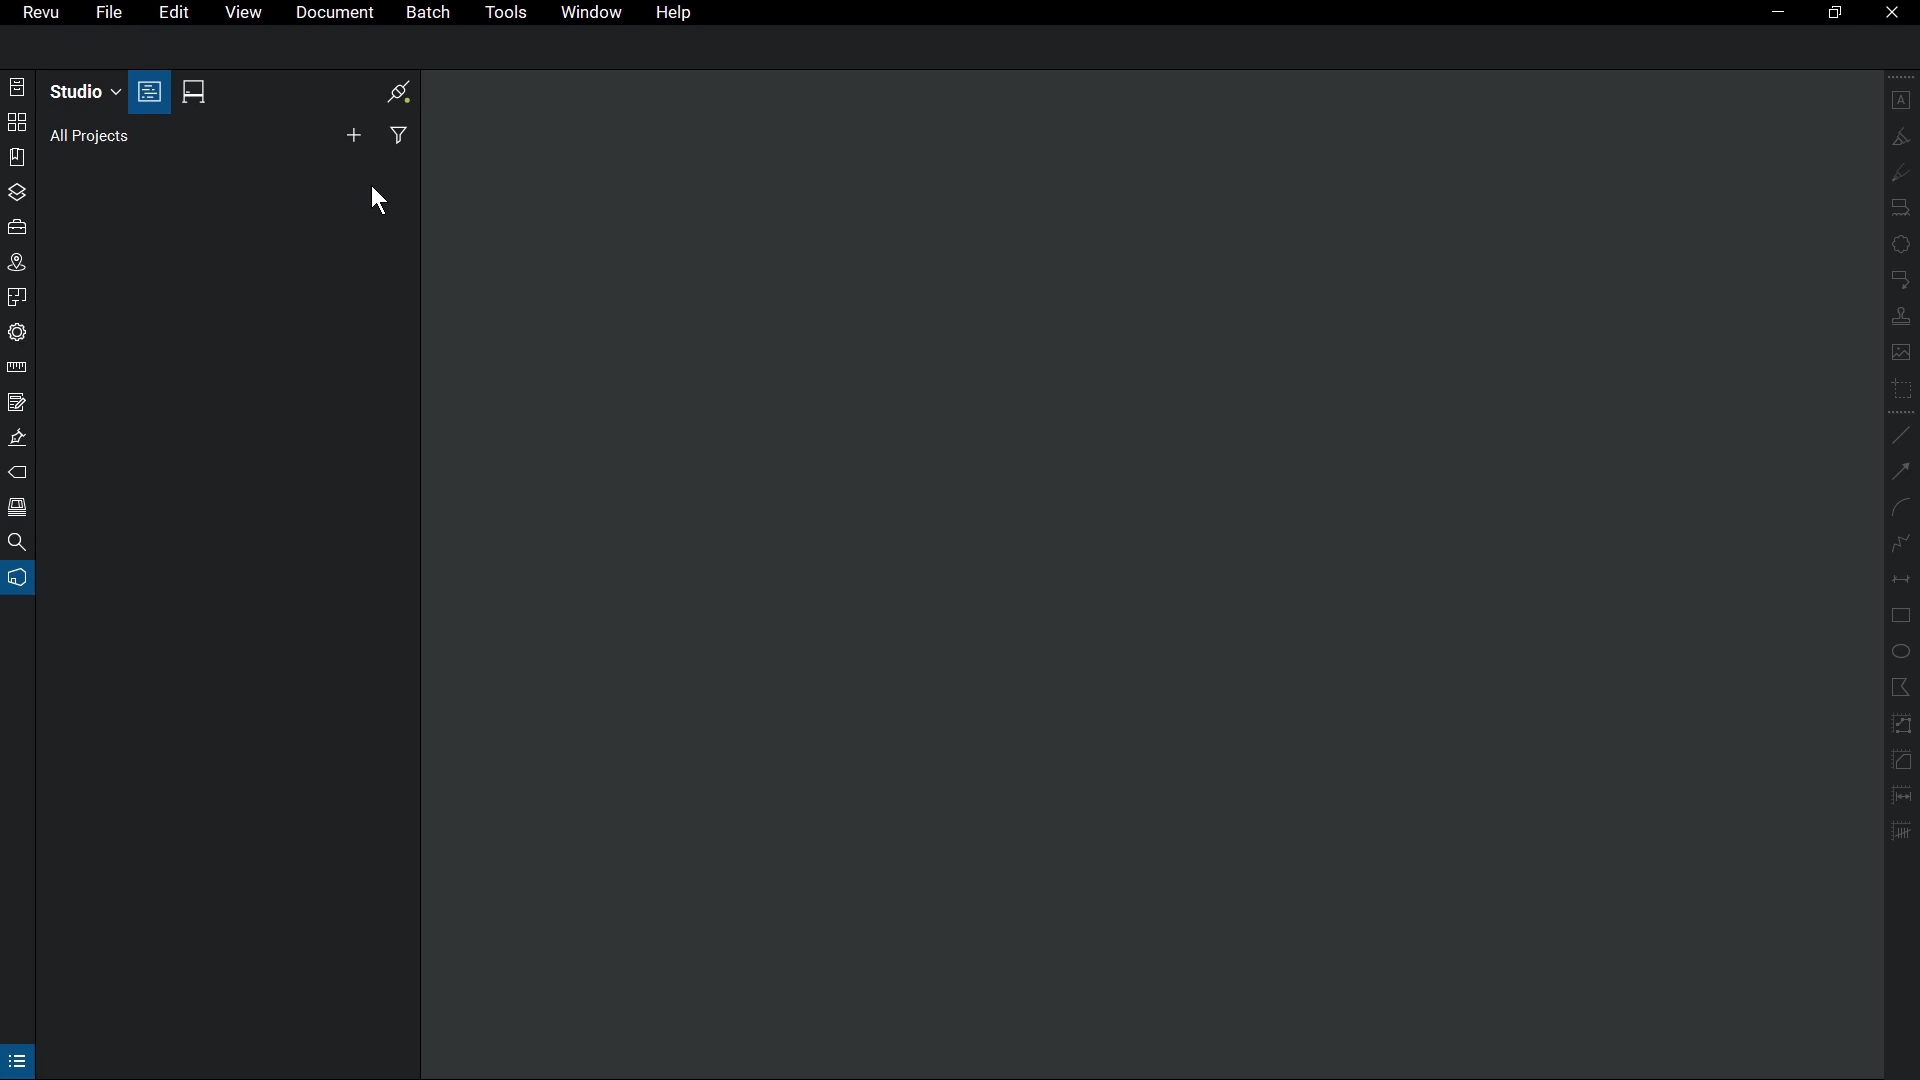 Revu File Edit View Document Batch Tools Window Help
Studio
All Projects
A